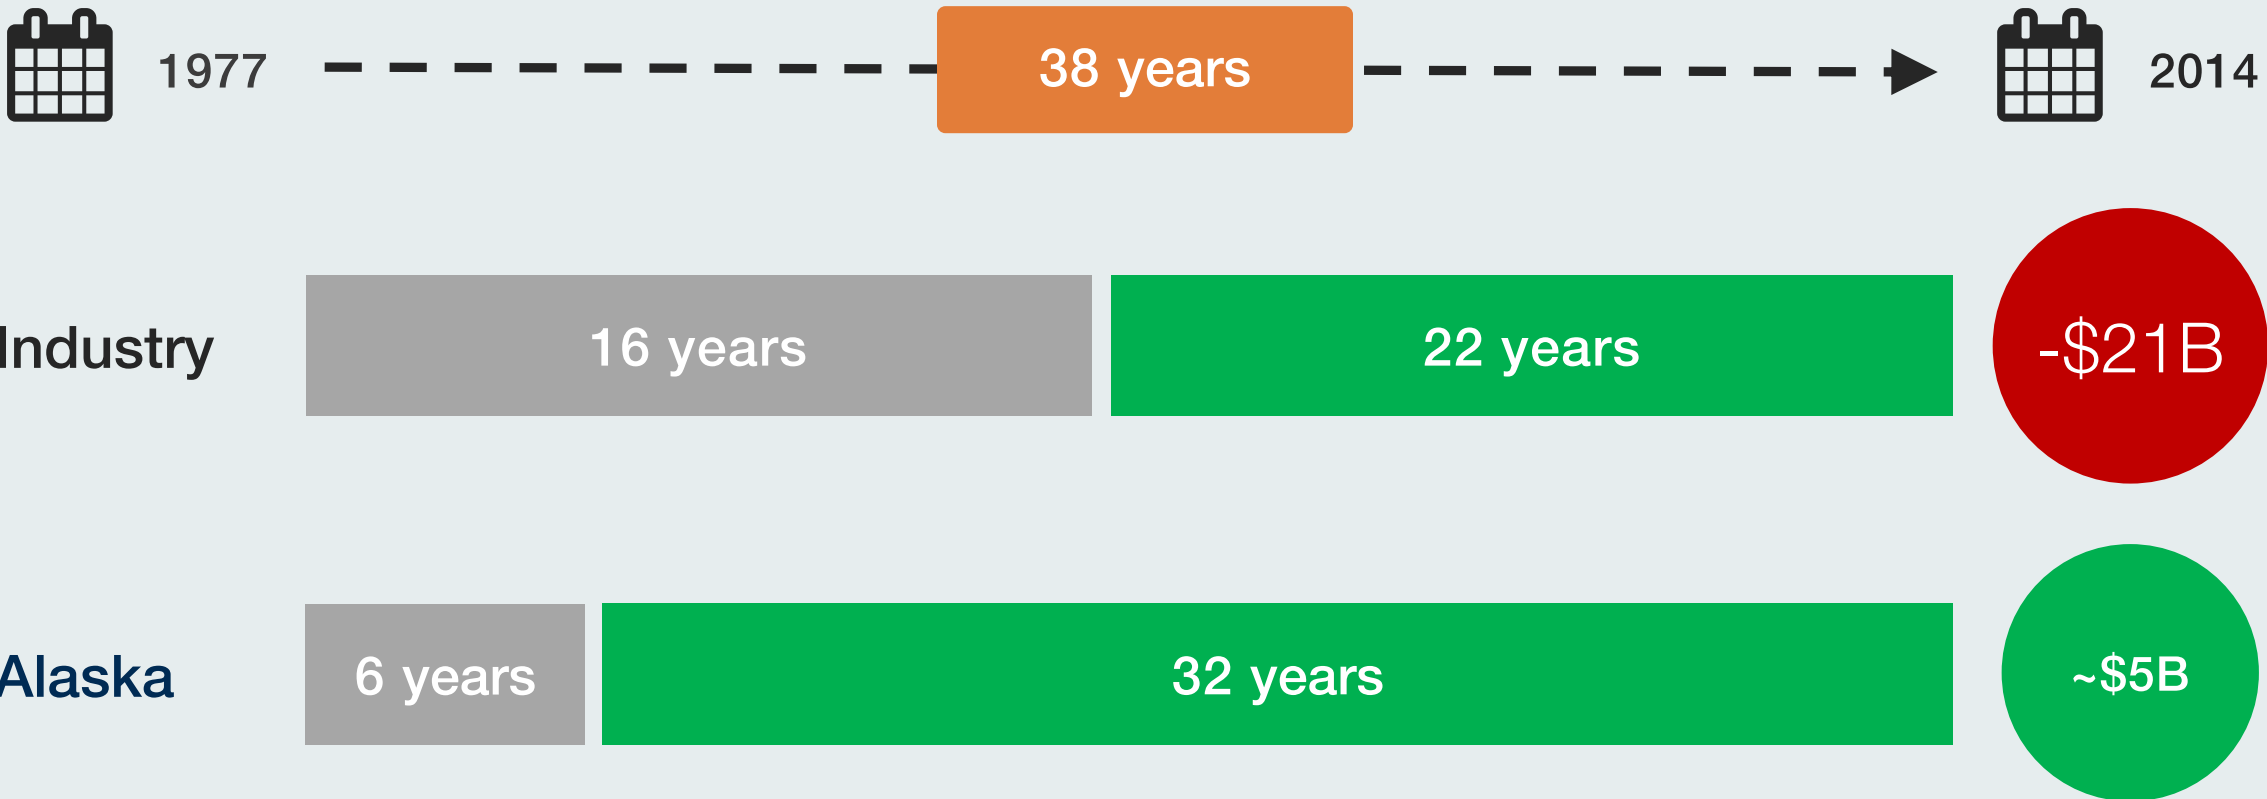 1977
38 years
2014
Industry
16 years
22 years
-$21B
Alaska
6 years
32 years
~$5B